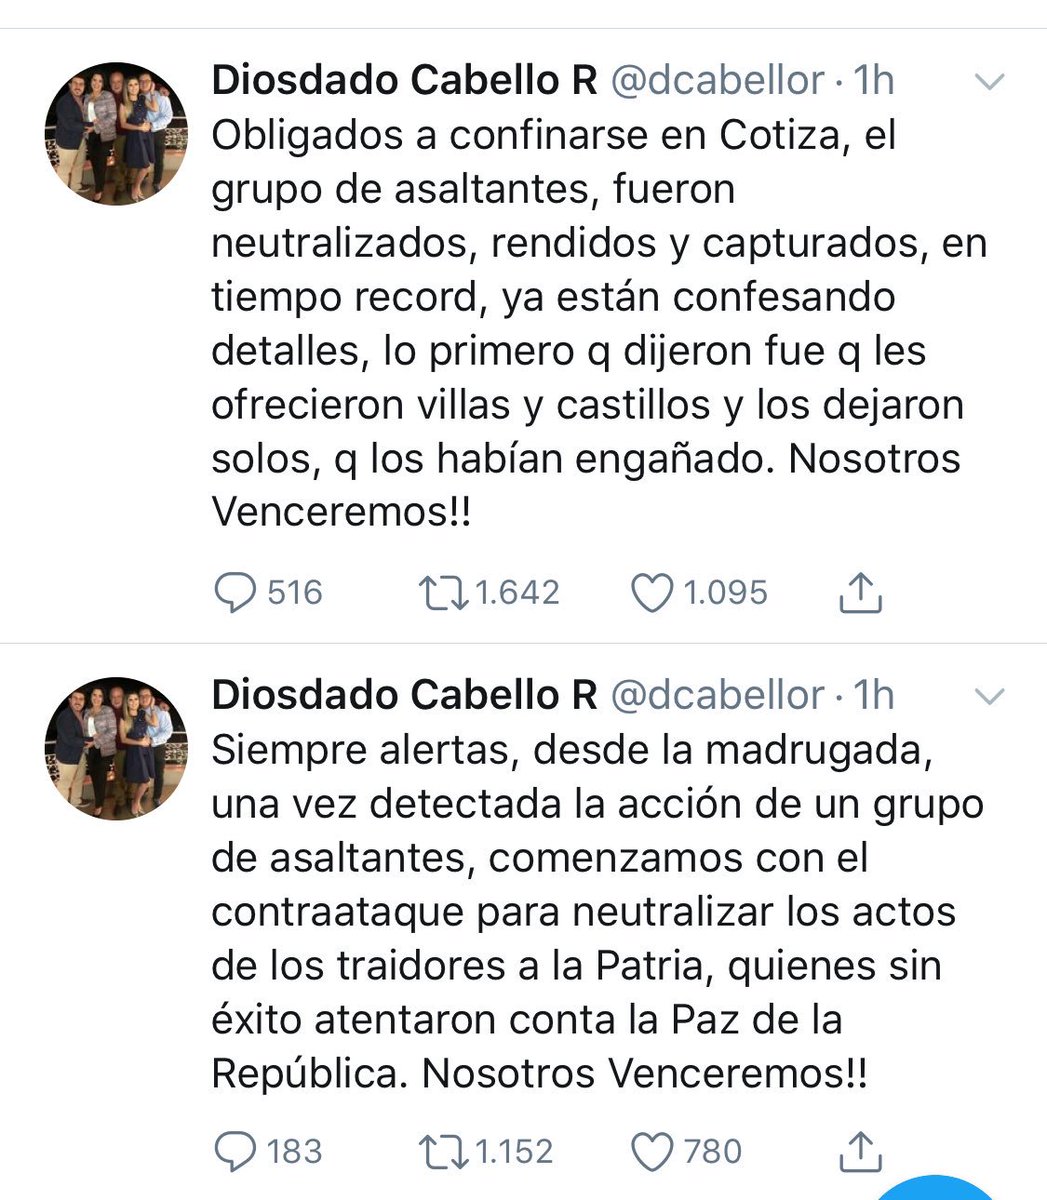 Diosdado Cabello R @dcabellor · 1h
Obligados a confinarse en Cotiza, el
grupo de asaltantes, fueron
neutralizados, rendidos y capturados, en
tiempo record, ya están confesando
detalles, lo primero q dijeron fue q les
ofrecieron villas y castillos y los dejaron
solos, q los habían engañado. Nosotros
Venceremos!!
516 1.642 1.095
Diosdado Cabello R @dcabellor · 1h
Siempre alertas, desde la madrugada,
una vez detectada la acción de un grupo
de asaltantes, comenzamos con el
contraataque para neutralizar los actos
de los traidores a la Patria, quienes sin
éxito atentaron conta la Paz de la
República. Nosotros Venceremos!!
183 1.152 780